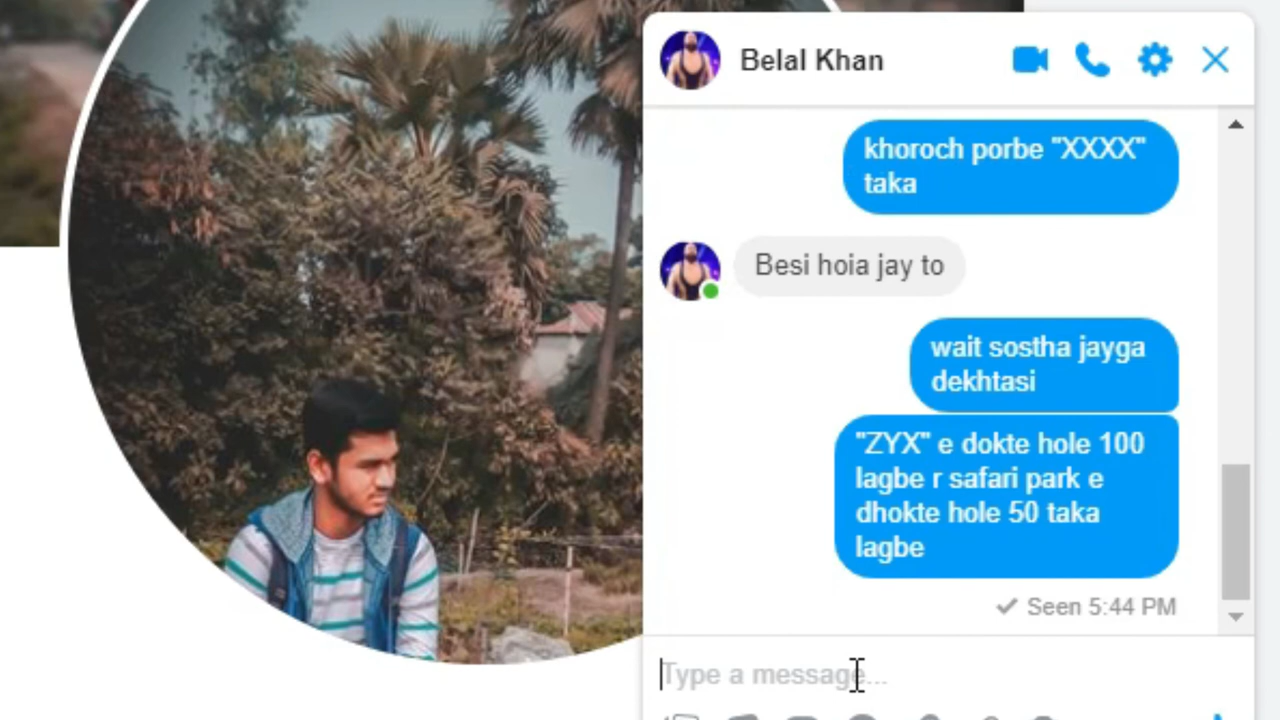 Belal Khan
khoroch porbe "XXXX"
taka
Besi hoia jay to
wait sostha jayga
dekhtasi
"ZYX" e dokte hole 100
lagbe r safari park e
dhokte hole 50 taka
lagbe
Seen 5:44 PM
Type a message...